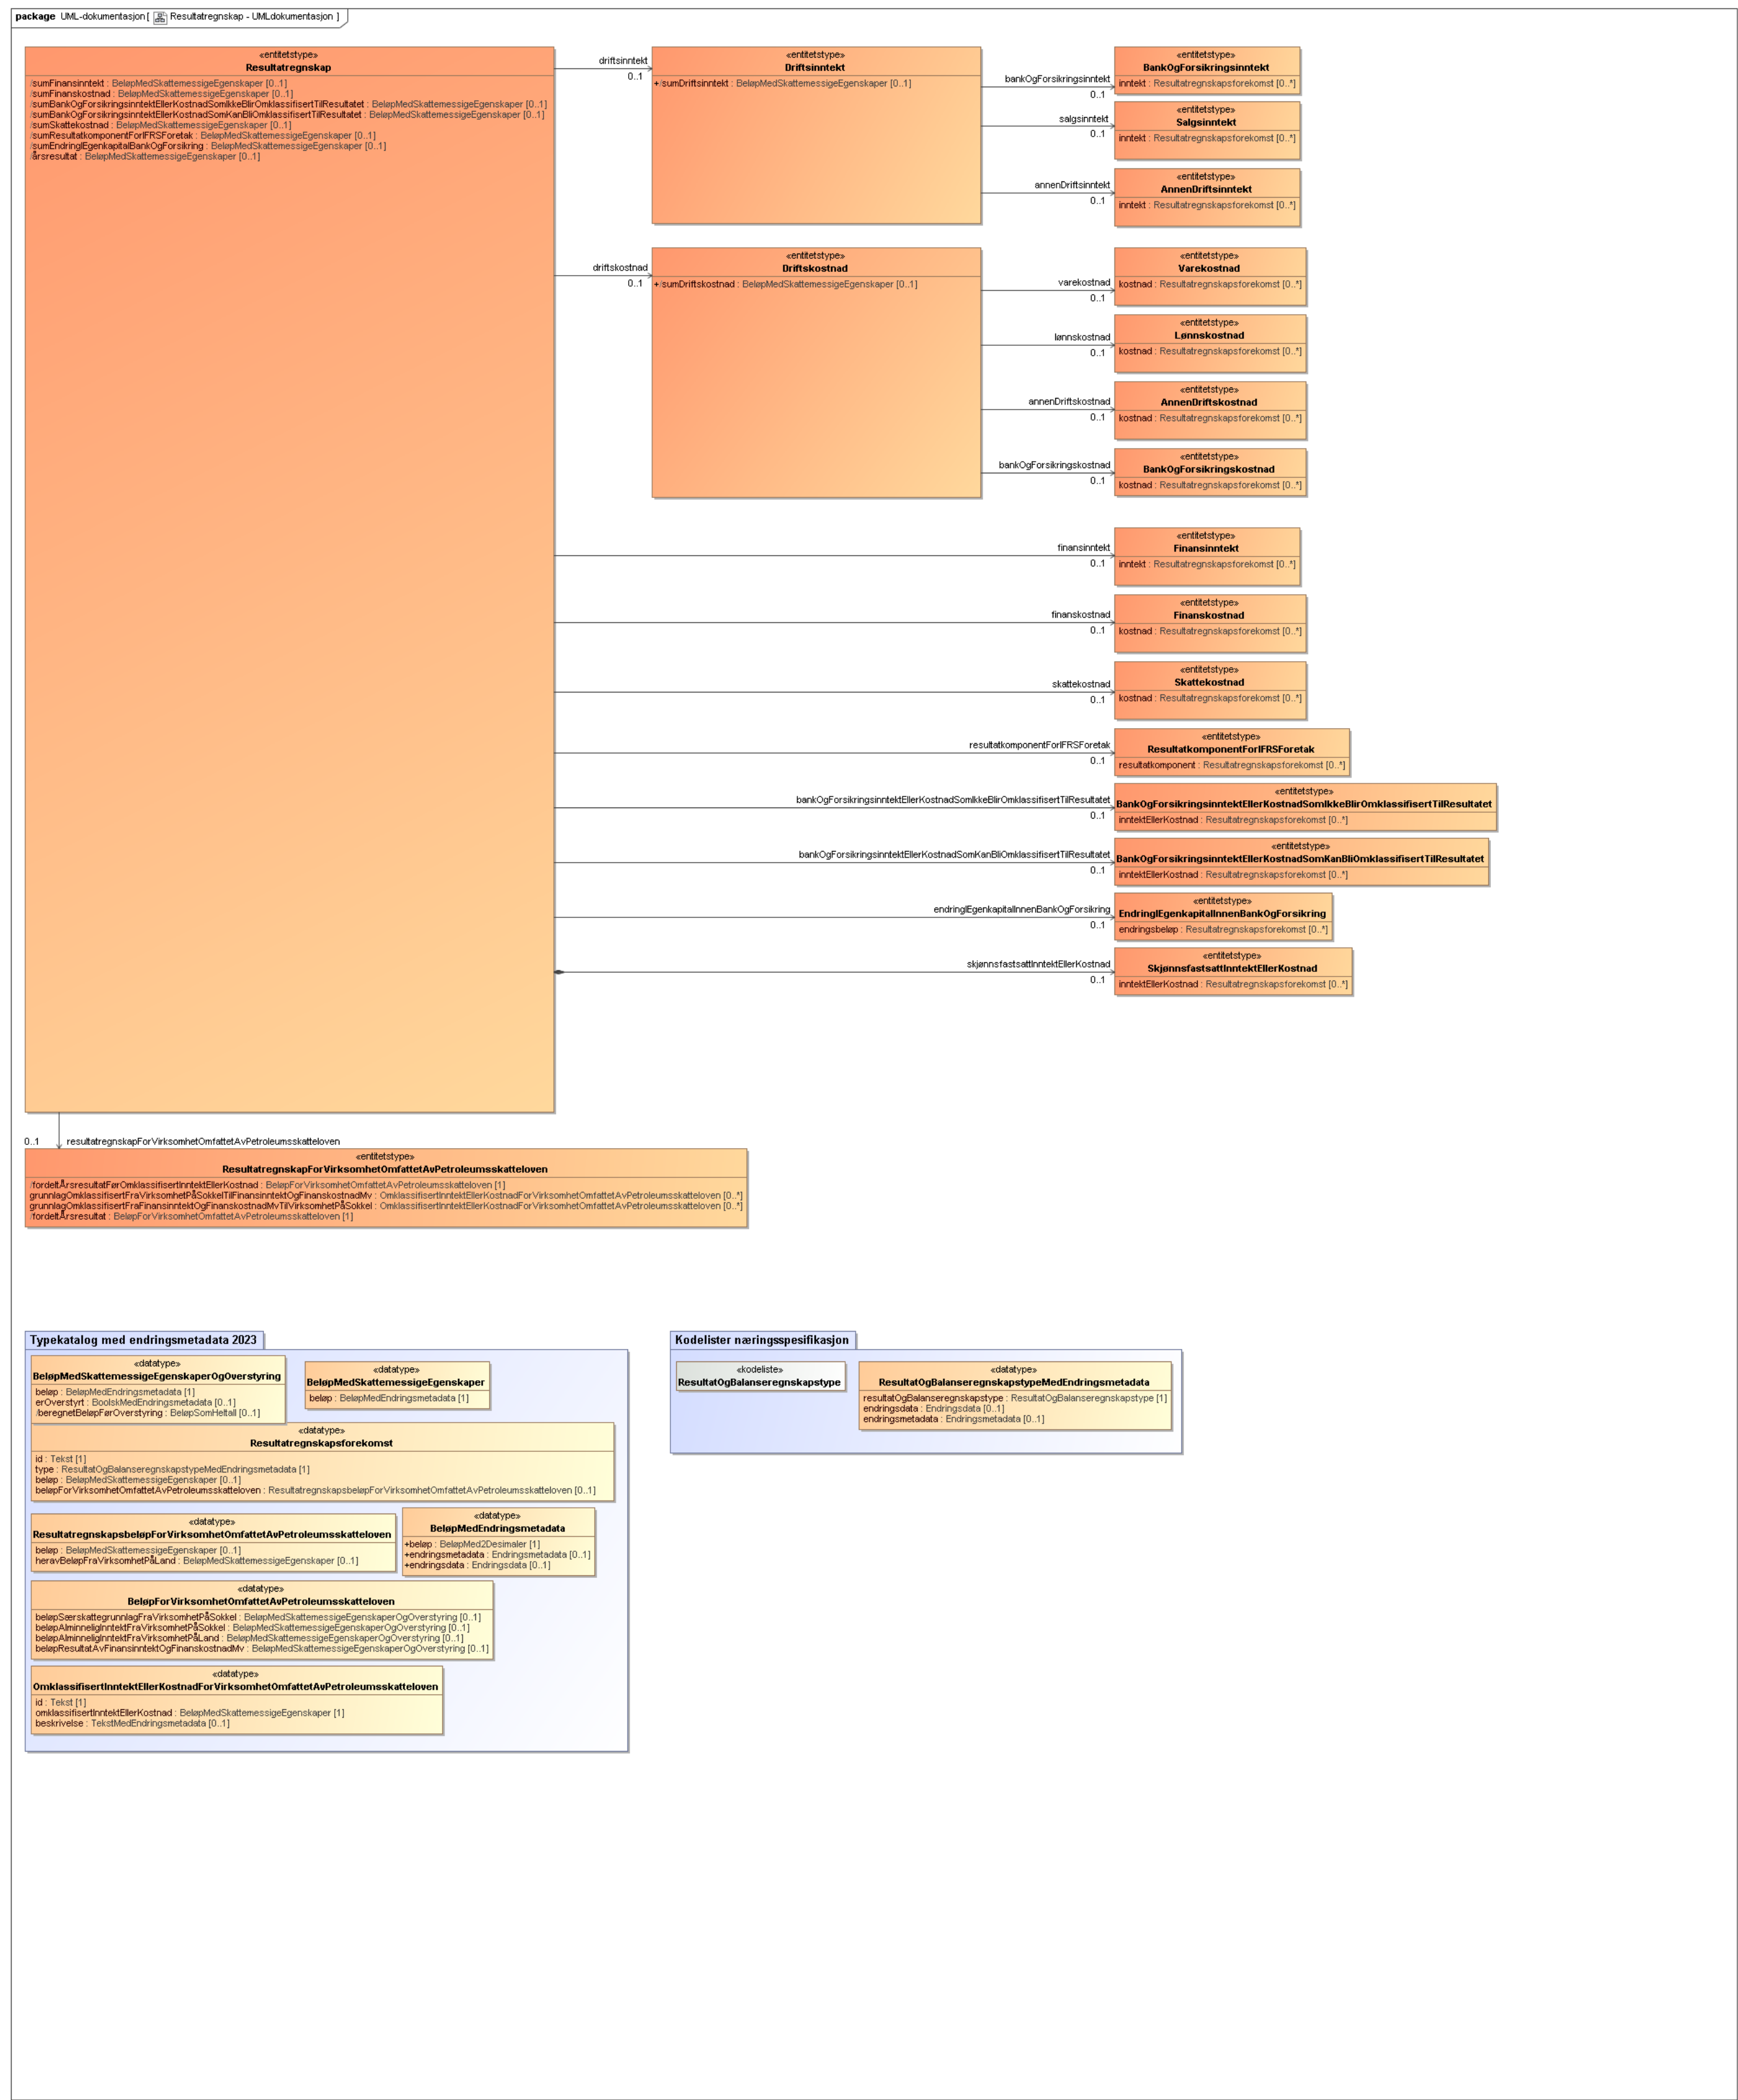 package UML-dokumentasjon [ Resultatregnskap - UMLdokumentasjon ]
«entitetstype»
Resultatregnskap
/sumFinansinntekt : BeløpMedSkattemessigeEgenskaper [0..1]
/sumFinanskostnad : BeløpMedSkattemessigeEgenskaper [0..1]
/sumBankOgForsikringsinntektEllerKostnadSomIkkeBlirOmklassifisertTilResultatet : BeløpMedSkattemessigeEgenskaper [0..1]
/sumBankOgForsikringsinntektEllerKostnadSomKanBliOmklassifisertTilResultatet : BeløpMedSkattemessigeEgenskaper [0..1]
/sumSkattekostnad : BeløpMedSkattemessigeEgenskaper [0..1]
/sumResultatkomponentForIFRSForetak : BeløpMedSkattemessigeEgenskaper [0..1]
/sumEndringIEgenkapitalBankOgForsikring : BeløpMedSkattemessigeEgenskaper [0..1]
/årsresultat : BeløpMedSkattemessigeEgenskaper [0..1]
driftsinntekt
0..1
«entitetstype»
Driftsinntekt
+/sumDriftsinntekt : BeløpMedSkattemessigeEgenskaper [0..1]
bankOgForsikringsinntekt
0..1
«entitetstype»
BankOgForsikringsinntekt
inntekt : Resultatregnskapsforekomst [0..*]
salgsinntekt
0..1
«entitetstype»
Salgsinntekt
inntekt : Resultatregnskapsforekomst [0..*]
annenDriftsinntekt
0..1
«entitetstype»
AnnenDriftsinntekt
inntekt : Resultatregnskapsforekomst [0..*]
driftskostnad
0..1
«entitetstype»
Driftskostnad
+/sumDriftskostnad : BeløpMedSkattemessigeEgenskaper [0..1]
varekostnad
0..1
«entitetstype»
Varekostnad
kostnad : Resultatregnskapsforekomst [0..*]
lønnskostnad
0..1
«entitetstype»
Lønnskostnad
kostnad : Resultatregnskapsforekomst [0..*]
annenDriftskostnad
0..1
«entitetstype»
AnnenDriftskostnad
kostnad : Resultatregnskapsforekomst [0..*]
bankOgForsikringskostnad
0..1
«entitetstype»
BankOgForsikringskostnad
kostnad : Resultatregnskapsforekomst [0..*]
finansinntekt
0..1
«entitetstype»
Finansinntekt
inntekt : Resultatregnskapsforekomst [0..*]
finanskostnad
0..1
«entitetstype»
Finanskostnad
kostnad : Resultatregnskapsforekomst [0..*]
skattekostnad
0..1
«entitetstype»
Skattekostnad
kostnad : Resultatregnskapsforekomst [0..*]
resultatkomponentForIFRSForetak
0..1
«entitetstype»
ResultatkomponentForIFRSForetak
resultatkomponent : Resultatregnskapsforekomst [0..*]
bankOgForsikringsinntektEllerKostnadSomIkkeBlirOmklassifisertTilResultatet
0..1
«entitetstype»
BankOgForsikringsinntektEllerKostnadSomIkkeBlirOmklassifisertTilResultatet
inntektEllerKostnad : Resultatregnskapsforekomst [0..*]
bankOgForsikringsinntektEllerKostnadSomKanBliOmklassifisertTilResultatet
0..1
«entitetstype»
BankOgForsikringsinntektEllerKostnadSomKanBliOmklassifisertTilResultatet
inntektEllerKostnad : Resultatregnskapsforekomst [0..*]
endringIEgenkapitalInnenBankOgForsikring
0..1
«entitetstype»
EndringIEgenkapitalInnenBankOgForsikring
endringsbeløp : Resultatregnskapsforekomst [0..*]
skjønnsfastsattInntektEllerKostnad
0..1
«entitetstype»
SkjønnsfastsattInntektEllerKostnad
inntektEllerKostnad : Resultatregnskapsforekomst [0..*]
0..1 resultatregnskapForVirksomhetOmfattetAvPetroleumsskatteloven
«entitetstype»
ResultatregnskapForVirksomhetOmfattetAvPetroleumsskatteloven
/fordeltÅrsresultatFørOmklassifisertInntektEllerKostnad : BeløpForVirksomhetOmfattetAvPetroleumsskatteloven [1]
grunnlagOmklassifisertFraVirksomhetPåSokkelTilFinansinntektOgFinanskostnadMv : OmklassifisertInntektEllerKostnadForVirksomhetOmfattetAvPetroleumsskatteloven [0..*]
grunnlagOmklassifisertFraFinansinntektOgFinanskostnadMvTilVirksomhetPåSokkel : OmklassifisertInntektEllerKostnadForVirksomhetOmfattetAvPetroleumsskatteloven [0..*]
/fordeltÅrsresultat : BeløpForVirksomhetOmfattetAvPetroleumsskatteloven [1]
Typekatalog med endringsmetadata 2023
«datatype»
BeløpMedSkattemessigeEgenskaperOgOverstyring
beløp : BeløpMedEndringsmetadata [1]
erOverstyrt : BoolskMedEndringsmetadata [0..1]
/beregnetBeløpFørOverstyring : BeløpSomHeltall [0..1]
«datatype»
BeløpMedSkattemessigeEgenskaper
beløp : BeløpMedEndringsmetadata [1]
«datatype»
Resultatregnskapsforekomst
id : Tekst [1]
type : ResultatOgBalanseregnskapstypeMedEndringsmetadata [1]
beløp : BeløpMedSkattemessigeEgenskaper [0..1]
beløpForVirksomhetOmfattetAvPetroleumsskatteloven : ResultatregnskapsbeløpForVirksomhetOmfattetAvPetroleumsskatteloven [0..1]
«datatype»
ResultatregnskapsbeløpForVirksomhetOmfattetAvPetroleumsskatteloven
beløp : BeløpMedSkattemessigeEgenskaper [0..1]
heravBeløpFraVirksomhetPåLand : BeløpMedSkattemessigeEgenskaper [0..1]
«datatype»
BeløpMedEndringsmetadata
+beløp : BeløpMed2Desimaler [1]
+endringsmetadata : Endringsmetadata [0..1]
+endringsdata : Endringsdata [0..1]
«datatype»
BeløpForVirksomhetOmfattetAvPetroleumsskatteloven
beløpSærskattegrunnlagFraVirksomhetPåSokkel : BeløpMedSkattemessigeEgenskaperOgOverstyring [0..1]
beløpAlminneligInntektFraVirksomhetPåSokkel : BeløpMedSkattemessigeEgenskaperOgOverstyring [0..1]
beløpAlminneligInntektFraVirksomhetPåLand : BeløpMedSkattemessigeEgenskaperOgOverstyring [0..1]
beløpResultatAvFinansinntektOgFinanskostnadMv : BeløpMedSkattemessigeEgenskaperOgOverstyring [0..1]
«datatype»
OmklassifisertInntektEllerKostnadForVirksomhetOmfattetAvPetroleumsskatteloven
id : Tekst [1]
omklassifisertInntektEllerKostnad : BeløpMedSkattemessigeEgenskaper [1]
beskrivelse : TekstMedEndringsmetadata [0..1]
Kodelister næringsspesifikasjon
«kodeliste»
ResultatOgBalanseregnskapstype
«datatype»
ResultatOgBalanseregnskapstypeMedEndringsmetadata
resultatOgBalanseregnskapstype : ResultatOgBalanseregnskapstype [1]
endringsdata : Endringsdata [0..1]
endringsmetadata : Endringsmetadata [0..1]